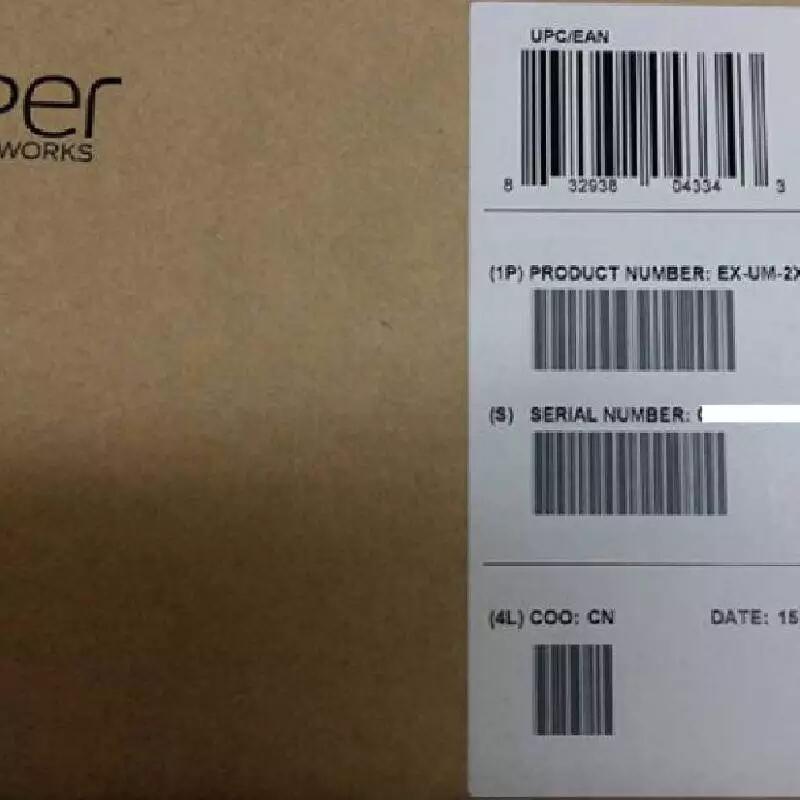 per
WORKS
UPC/EAN
8 32938 04334 3
(1P) PRODUCT NUMBER: EX-UM-2X
(S) SERIAL NUMBER:
(4L) COO: CN DATE: 15